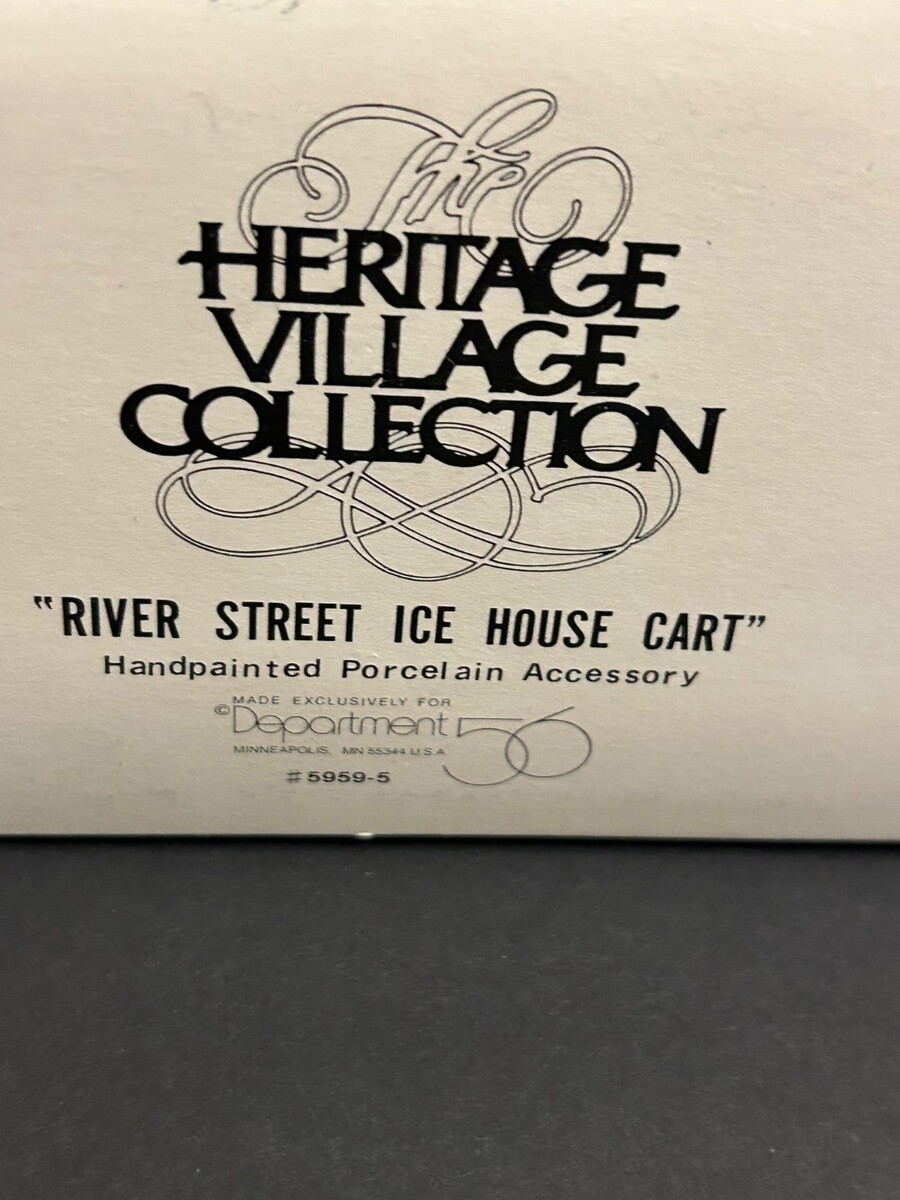 The
HERITAGE
VILLAGE
COLLECTION
"RIVER STREET ICE HOUSE CART"
Handpainted Porcelain Accessory
MADE EXCLUSIVELY FOR
© Department 56
MINNEAPOLIS, MN 55344 U.S.A
#5959-5